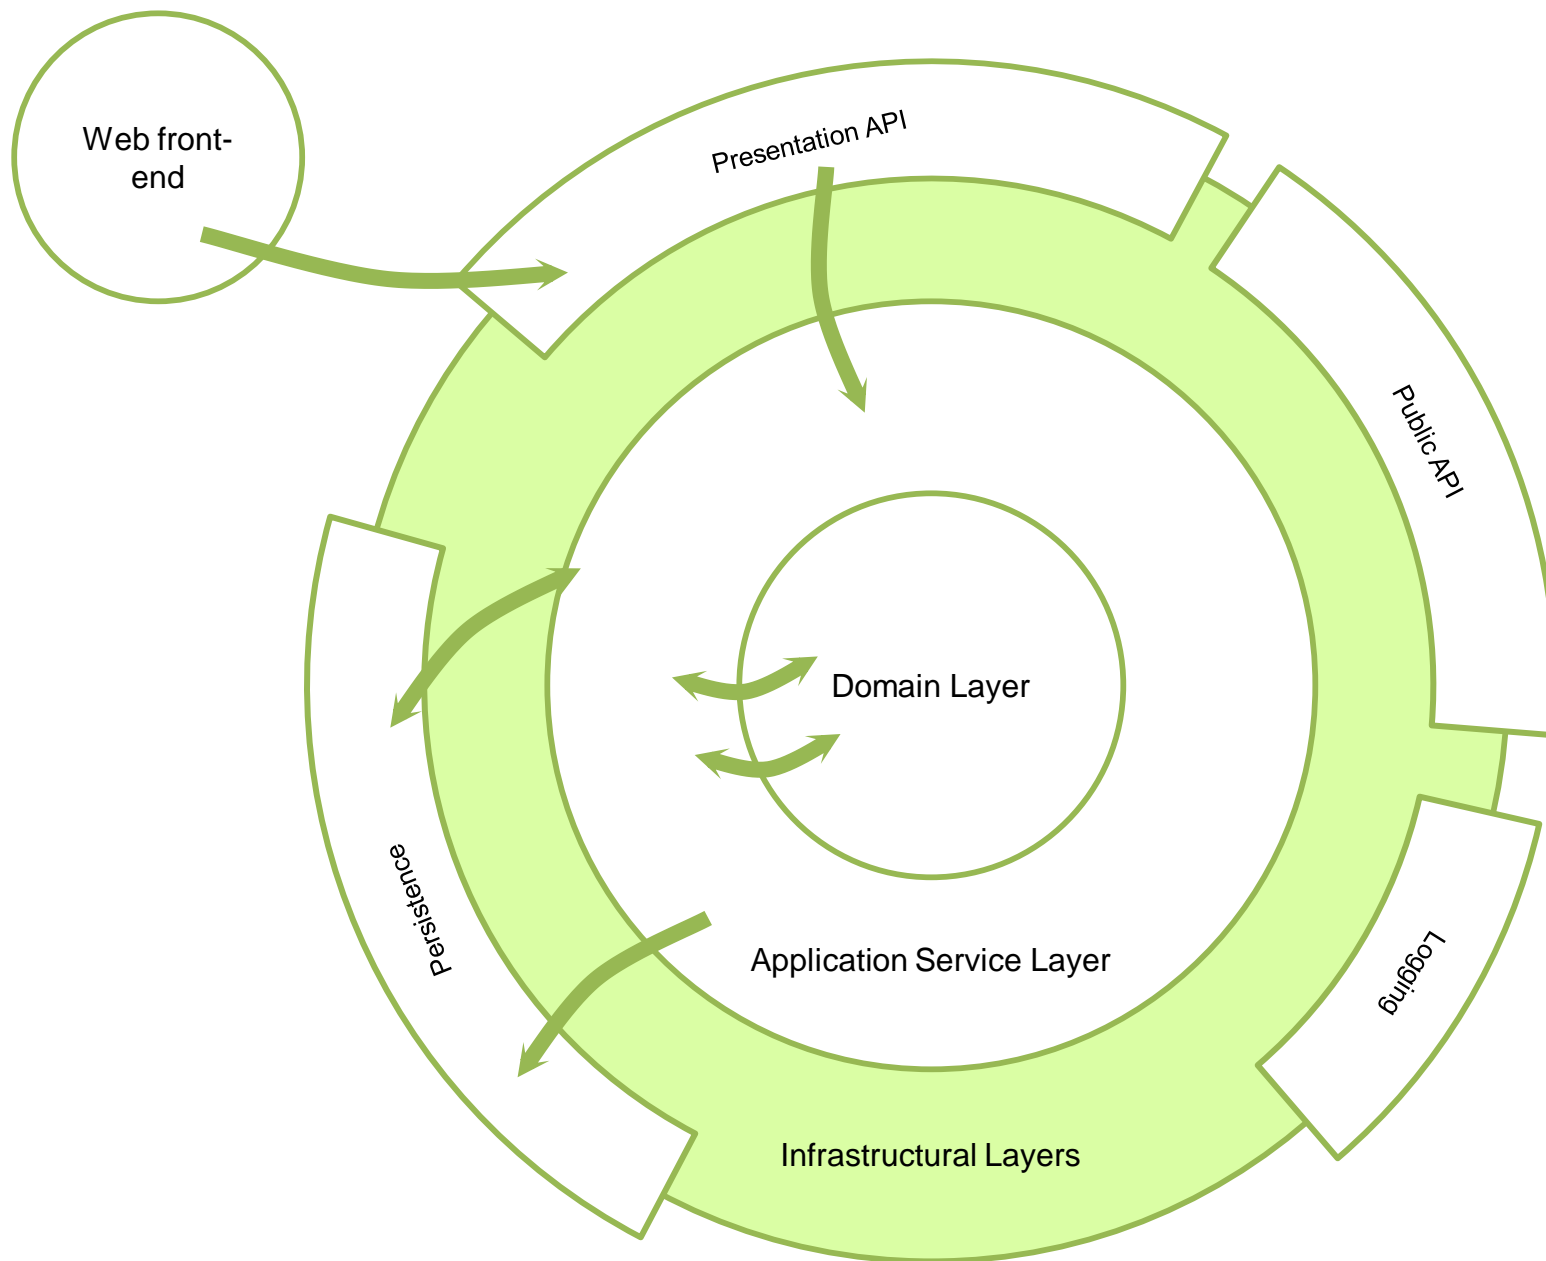 Web front-
end
Presentation API
Public API
Domain Layer
Persistence
Application Service Layer
Logging
Infrastructural Layers